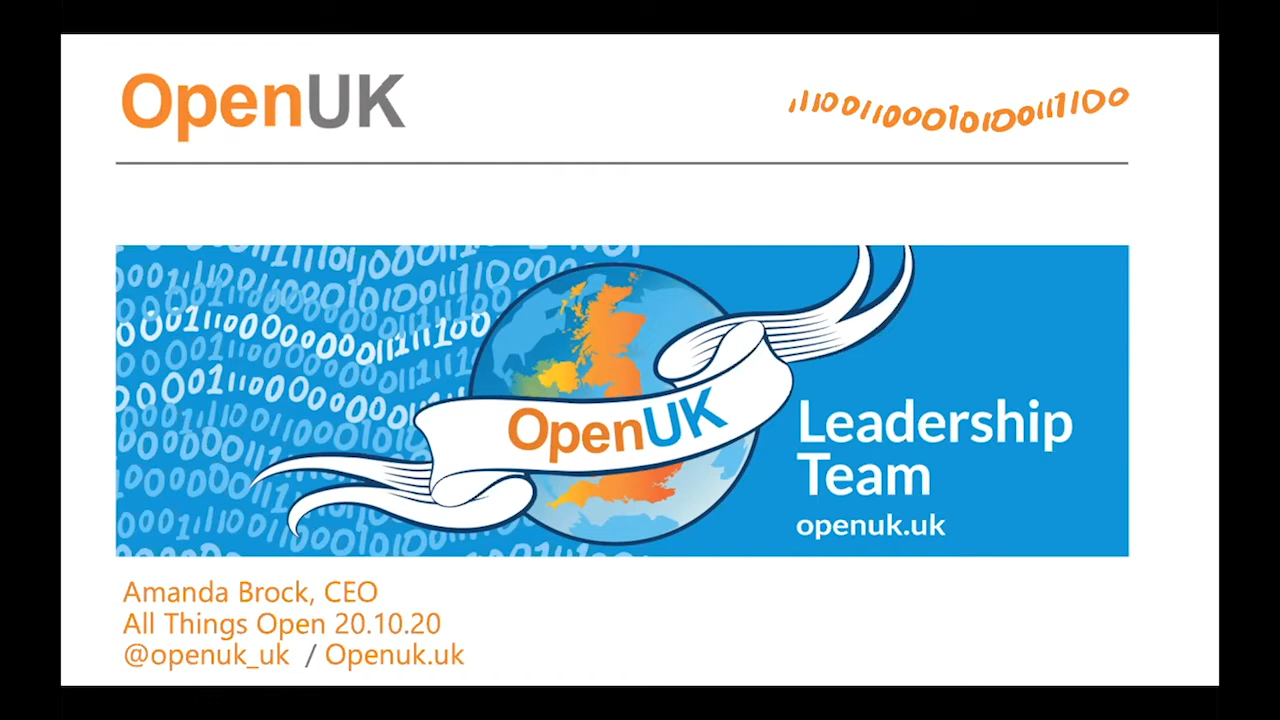 OpenUK
OpenUK
Leadership
Team
openuk.uk
Amanda Brock, CEO
All Things Open 20.10.20
@openuk_uk / Openuk.uk